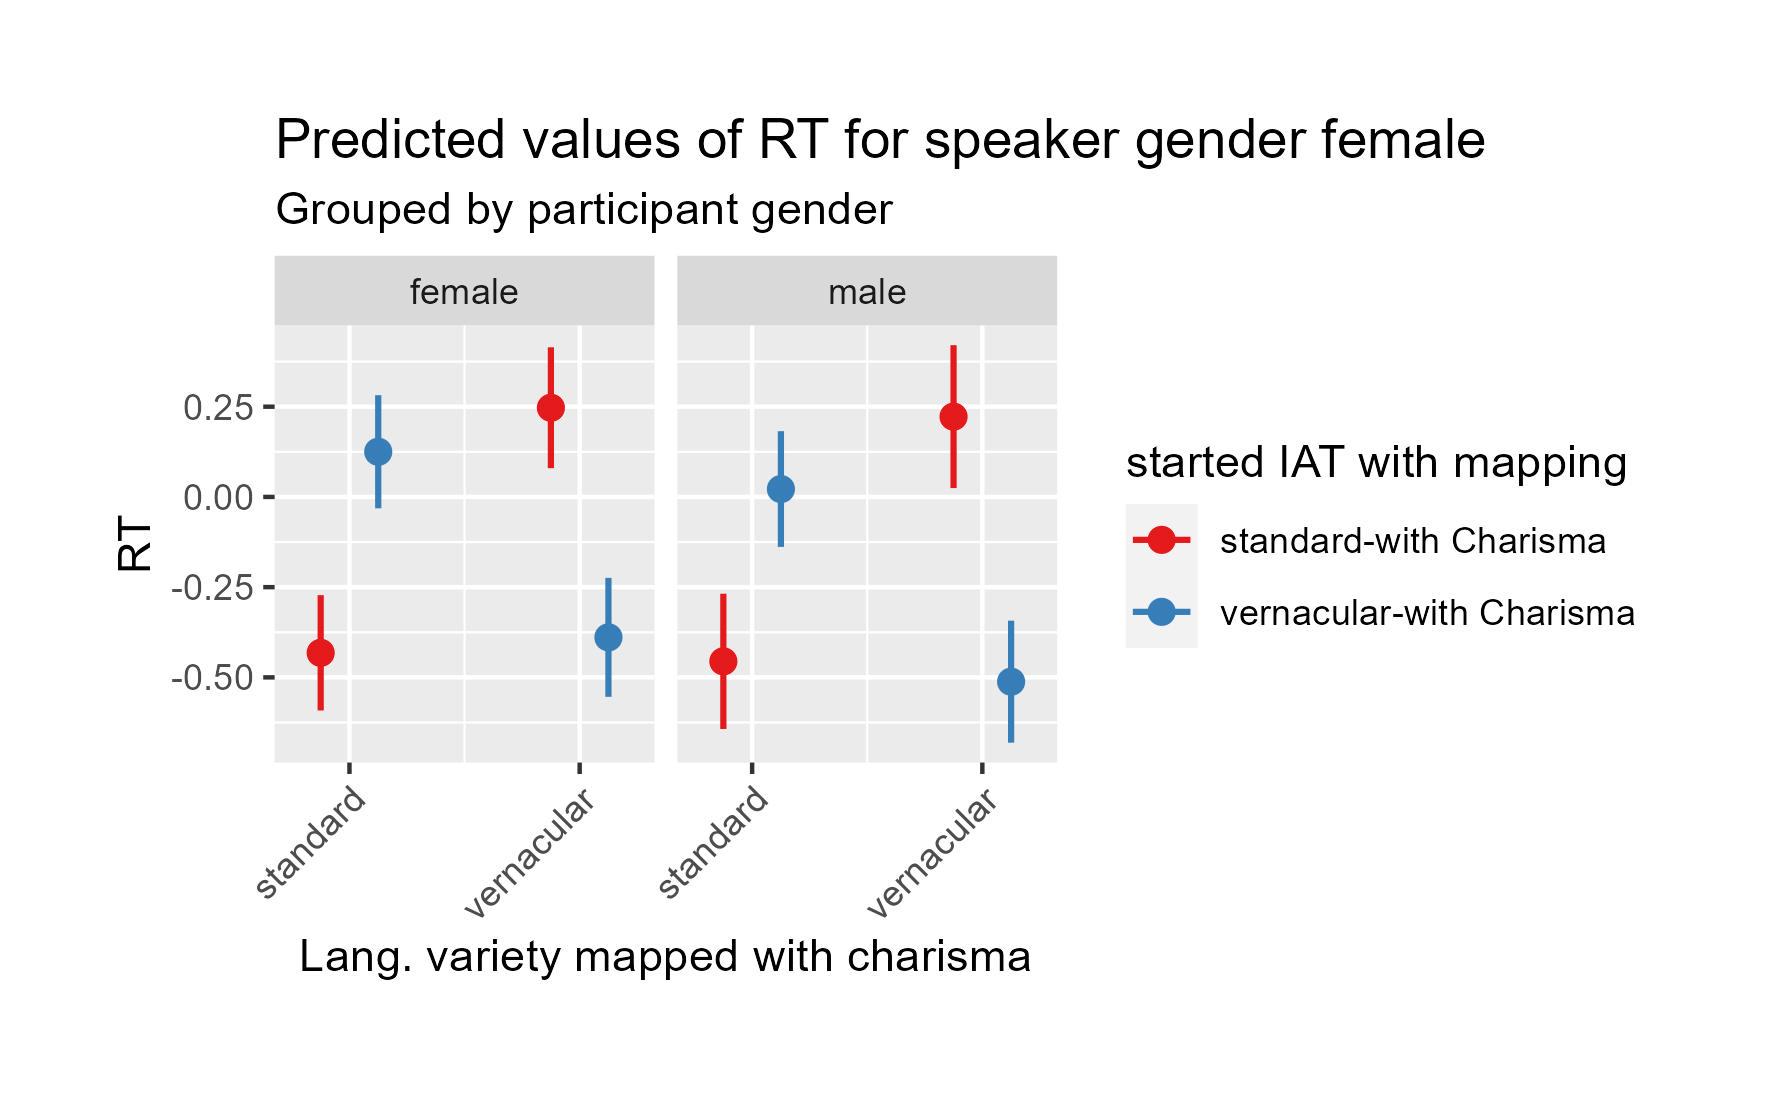 Predicted values of RT for speaker gender female
Grouped by participant gender
female
male
0.25
0.00
-0.25
-0.50
RT
standard
vernacular
standard
vernacular
Lang. variety mapped with charisma
started IAT with mapping
standard-with Charisma
vernacular-with Charisma